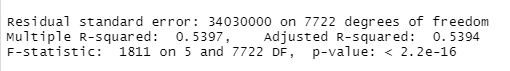 Residual standard error: 34030000 on 7722 degrees of freedom
Multiple R-squared:  0.5397,    Adjusted R-squared:  0.5394
F-statistic:  1811 on 5 and 7722 DF,  p-value: < 2.2e-16